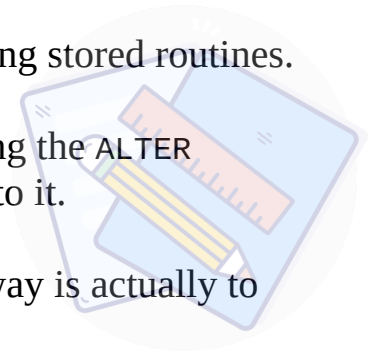 ng stored routines.
ng the ALTER
to it.
way is actually to